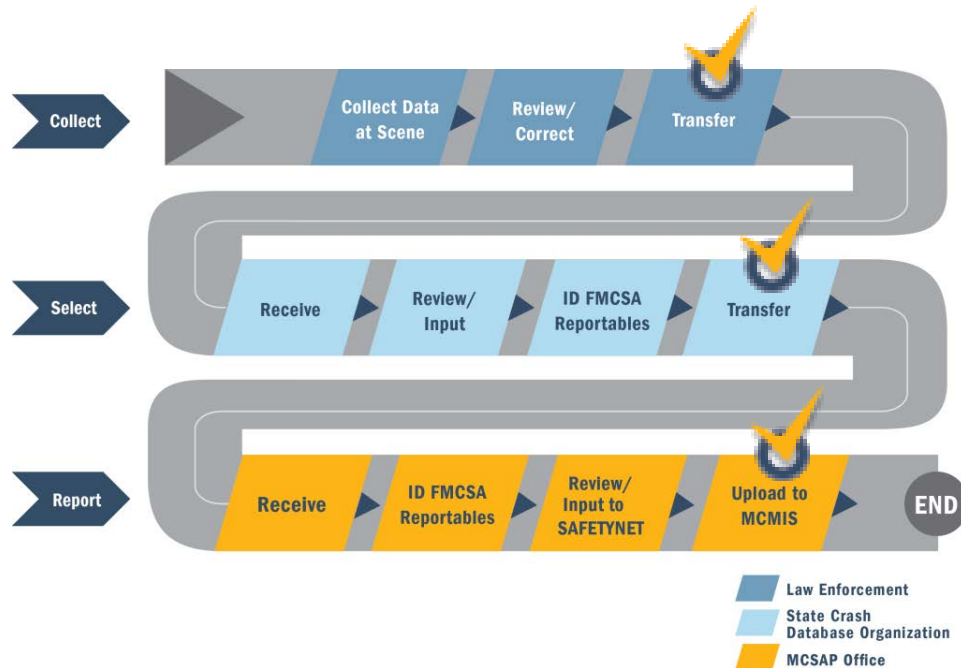 Collect
Collect Data
at Scene
Review/
Correct
Transfer
Select
Receive
Review/
Input
ID FMCSA
Reportables
Transfer
Report
Receive
ID FMCSA
Reportables
Review/
Input to
SAFETYNET
Upload to
MCMIS
END
Law Enforcement
State Crash
Database Organization
MCSAP Office